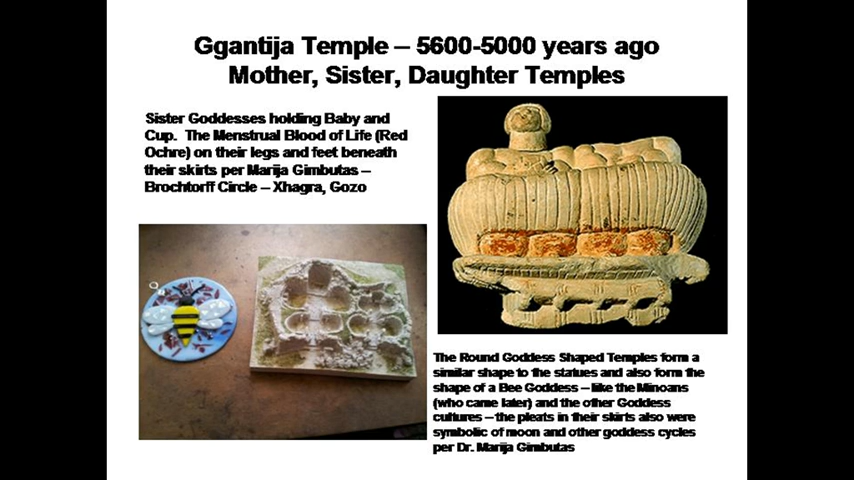 Ggantija Temple – 5600-5000 years ago
Mother, Sister, Daughter Temples
Sister Goddesses holding Baby and
Cup. The Menstrual Blood of Life (Red
Ochre) on their legs and feet beneath
their skirts per Marija Gimbutas –
Brochtorff Circle – Xhagra, Gozo
The Round Goddess Shaped Temples form a
similar shape to the statues and also form the
shape of a Bee Goddess – like the Minoans
(who came later) and the other Goddess
cultures – the pleats in their skirts also were
symbolic of moon and other goddess cycles
per Dr. Marija Gimbutas